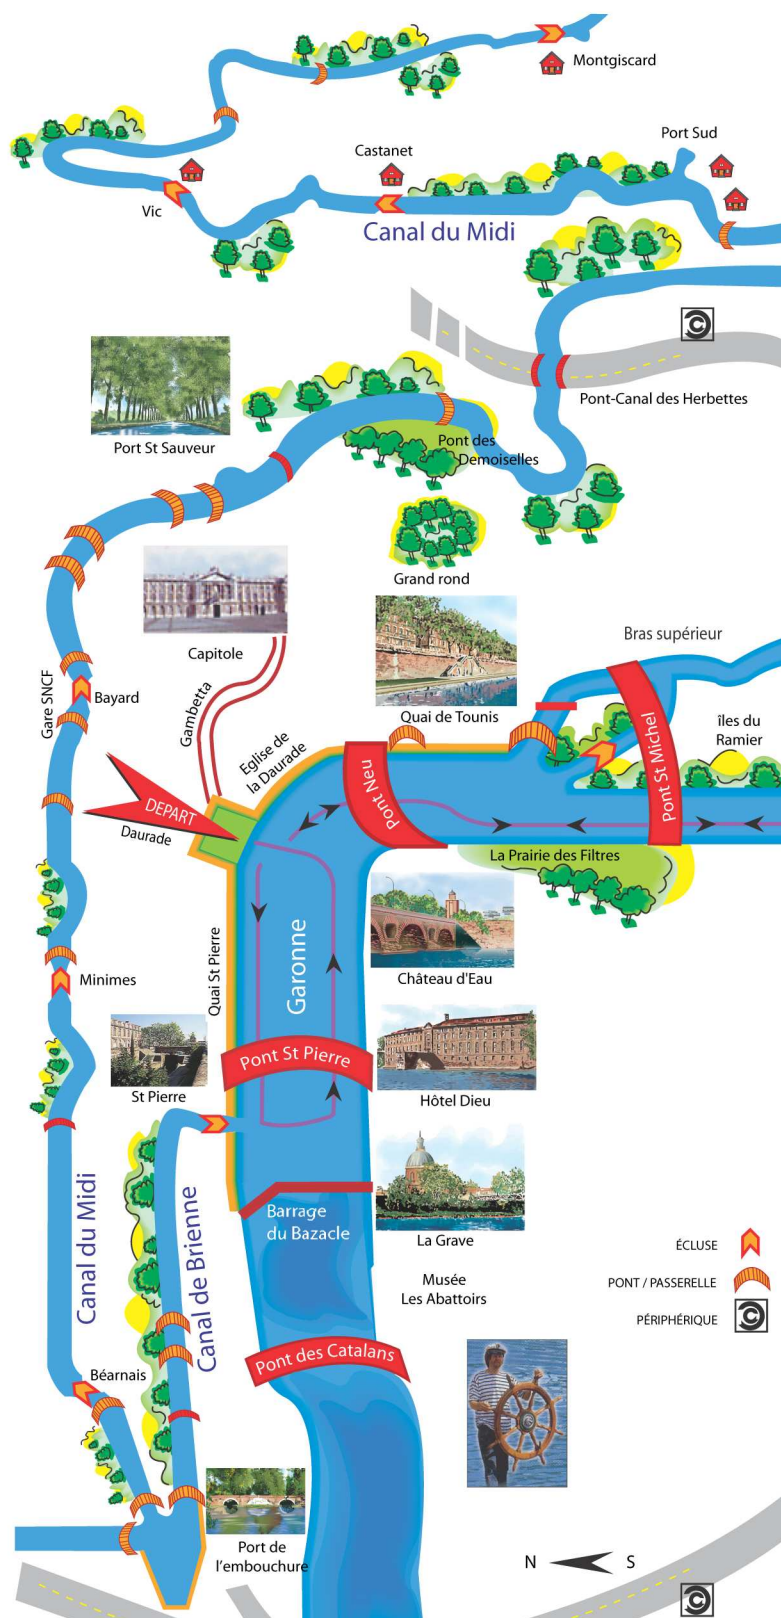 Montgiscard
Port Sud
Castanet
Vic
Canal du Midi
Pont-Canal des Herbettes
Port St Sauveur
Pont des
Demoiselles
Grand rond
Capitole
Bras supérieur
Gare SNCF
Bayard
Gambetta
Quai de Tounis
Eglise de
la Daurade
îles du
Ramier
Pont Neu
Pont St Michel
DEPART
Daurade
La Prairie des Filtres
Quai St Pierre
Garonne
Château d'Eau
Minimes
Pont St Pierre
St Pierre
Hôtel Dieu
Canal du Midi
Canal de Brienne
Barrage
du Bazacle
La Grave
ÉCLUSE
Musée
Les Abattoirs
PONT / PASSERELLE
PÉRIPHÉRIQUE
Pont des Catalans
Béarnais
Port de
l'embouchure
N S